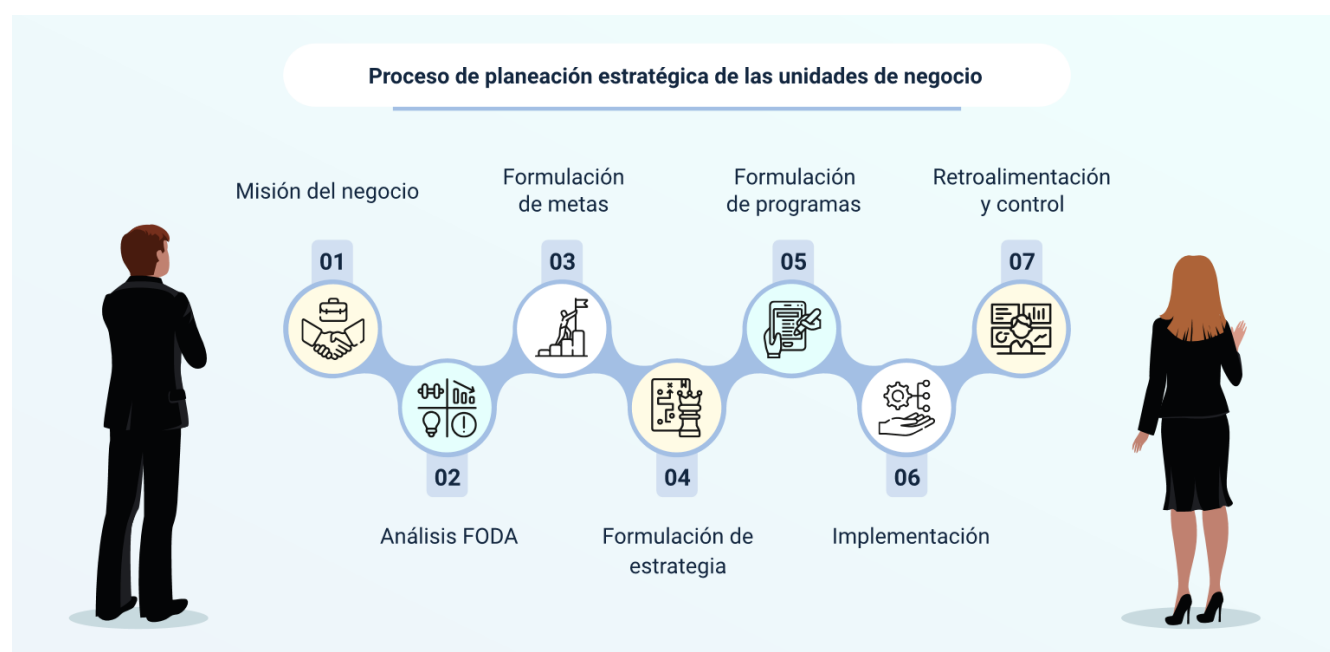 Proceso de planeación estratégica de las unidades de negocio
Misión del negocio
01
02
Análisis FODA
Formulación
de metas
03
04
Formulación de
estrategia
Formulación
de programas
05
06
Implementación
Retroalimentación
y control
07